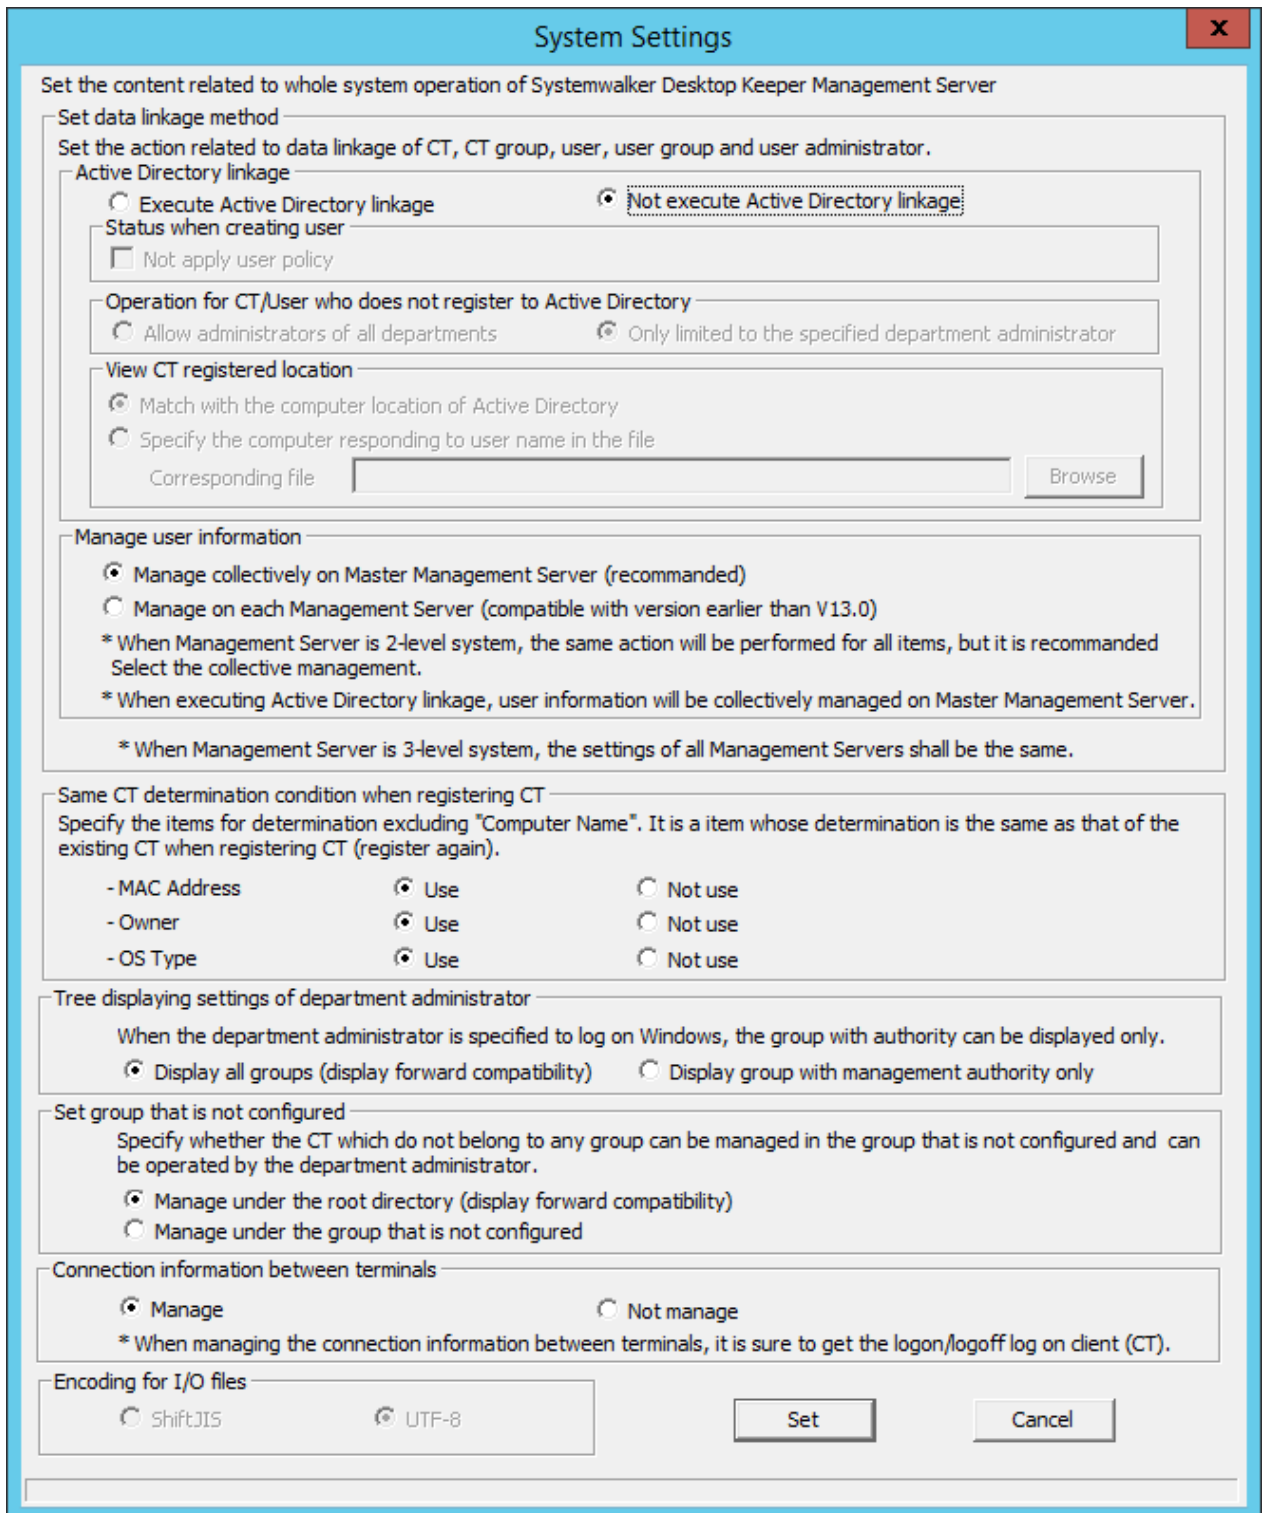 System Settings
x
Set the content related to whole system operation of Systemwalker Desktop Keeper Management Server
Set data linkage method
Set the action related to data linkage of CT, CT group, user, user group and user administrator.
Active Directory linkage
Execute Active Directory linkage
Not execute Active Directory linkage
Status when creating user
Not apply user policy
Operation for CT/User who does not register to Active Directory
Allow administrators of all departments
Only limited to the specified department administrator
View CT registered location
Match with the computer location of Active Directory
Specify the computer responding to user name in the file
Corresponding file
Browse
Manage user information
Manage collectively on Master Management Server (recommanded)
Manage on each Management Server (compatible with version earlier than V13.0)
* When Management Server is 2-level system, the same action will be performed for all items, but it is recommanded
Select the collective management.
* When executing Active Directory linkage, user information will be collectively managed on Master Management Server.
* When Management Server is 3-level system, the settings of all Management Servers shall be the same.
Same CT determination condition when registering CT
Specify the items for determination excluding "Computer Name". It is a item whose determination is the same as that of the
existing CT when registering CT (register again).
- MAC Address
Use
Not use
- Owner
Use
Not use
- OS Type
Use
Not use
Tree displaying settings of department administrator
When the department administrator is specified to log on Windows, the group with authority can be displayed only.
Display all groups (display forward compatibility)
Display group with management authority only
Set group that is not configured
Specify whether the CT which do not belong to any group can be managed in the group that is not configured and can
be operated by the department administrator.
Manage under the root directory (display forward compatibility)
Manage under the group that is not configured
Connection information between terminals
Manage
Not manage
* When managing the connection information between terminals, it is sure to get the logon/logoff log on client (CT).
Encoding for I/O files
ShiftJIS
UTF-8
Set
Cancel